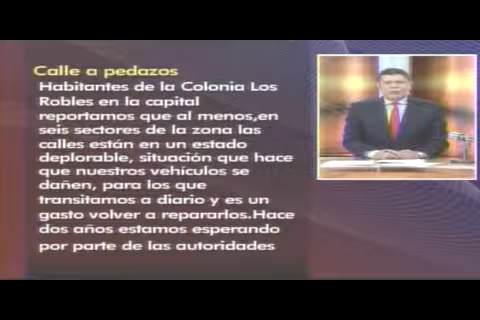 Calle a pedazos
Habitantes de la Colonia Los
Robles en la capital
reportamos que al menos,en
seis sectores de la zona las
calles están en un estado
deplorable, situación que hace
que nuestros vehículos se
dañen, para los que
transitamos a diario y es un
gasto volver a repararlos.Hace
dos años estamos esperando
por parte de las autoridades